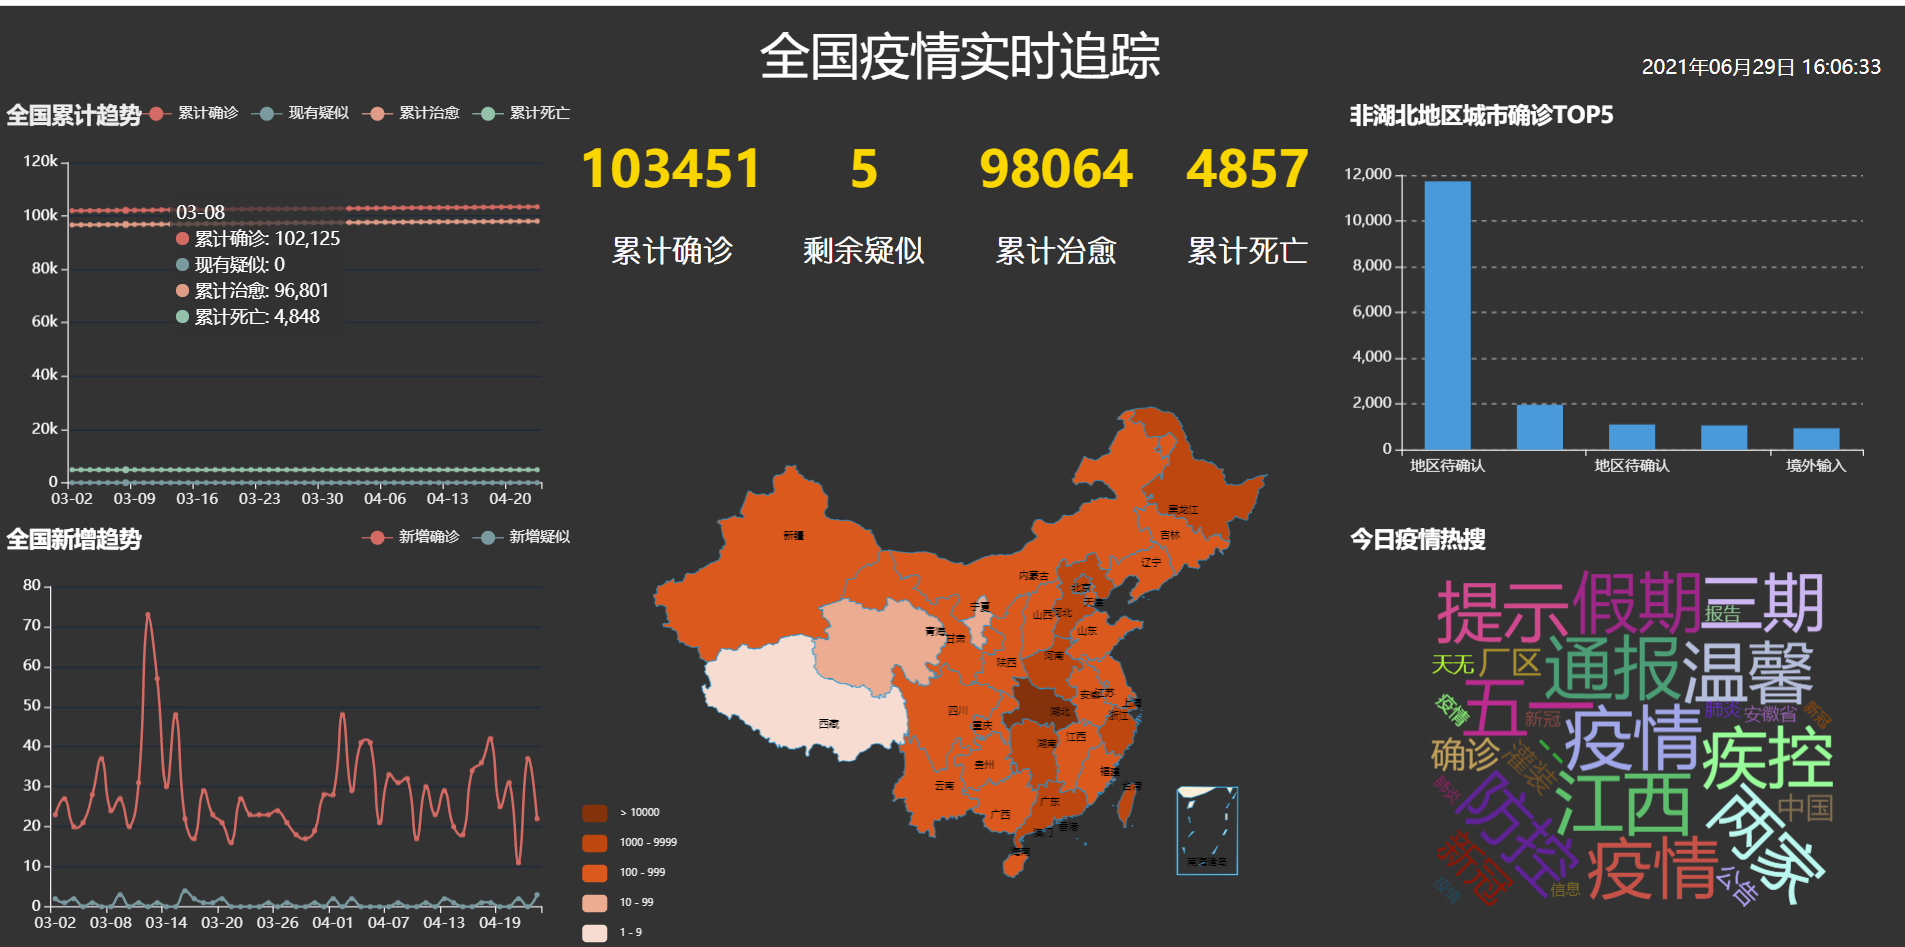 全国疫情实时追踪
2021年06月29日 16:06:33
全国累计趋势
累计确诊
现有疑似
累计治愈
累计死亡
120k
100k
80k
60k
40k
20k
0
03-02 03-09 03-16 03-23 03-30 04-06 04-13 04-20
03-08
累计确诊: 102,125
现有疑似: 0
累计治愈: 96,801
累计死亡: 4,848
全国新增趋势
新增确诊
新增疑似
80
70
60
50
40
30
20
10
0
03-02 03-08 03-14 03-20 03-26 04-01 04-07 04-13 04-19
103451 5 98064 4857
累计确诊 剩余疑似 累计治愈 累计死亡
黑龙江
吉林
辽宁
新疆
内蒙古
北京
天津
宁夏
山西
河北
青海
甘肃
山东
陕西
河南
安徽
江苏
上海
四川
湖北
浙江
西藏
重庆
湖南
江西
贵州
福建
云南
台湾
广东
广西
澳门
香港
海南
南海诸岛
> 10000
1000 - 9999
100 - 999
10 - 99
1 - 9
非湖北地区城市确诊TOP5
12,000
10,000
8,000
6,000
4,000
2,000
0
地区待确认 地区待确认 境外输入
今日疫情热搜
提示
假期
三期
报告
天无
厂区
通报
温馨
疫情
五一
新冠
肺炎
安徽省
新冠
确诊
灌装
疫情
疾控
肺炎
防控
江西
两家
中国
新冠
疫情
信息
疫情
公告